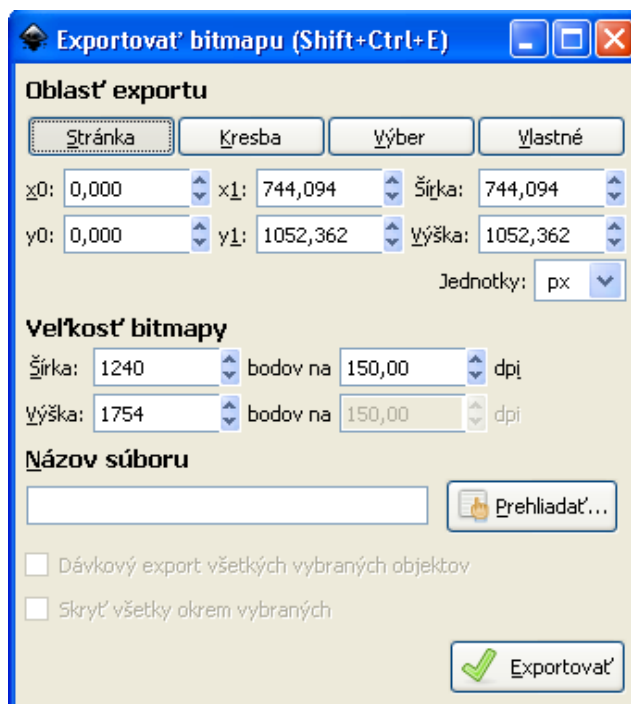 Exportovať bitmapu (Shift+Ctrl+E)
Oblasť exportu
Stránka Kresba Výber Vlastné
x0: 0,000 x1: 744,094 Šírka: 744,094
y0: 0,000 y1: 1052,362 Výška: 1052,362
Jednotky: px
Veľkosť bitmapy
Šírka: 1240 bodov na 150,00 dpi
Výška: 1754 bodov na 150,00 dpi
Názov súboru
Prehliadať...
Dávkový export všetkých vybraných objektov
Skryť všetky okrem vybraných
Exportovať